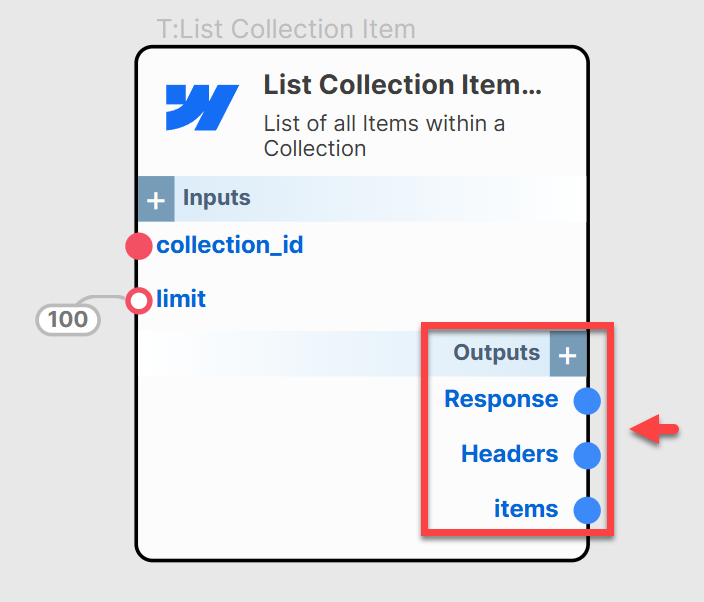 T:List Collection Item
List Collection Item...
List of all Items within a
Collection
+ Inputs
collection_id
limit
100
Outputs +
Response
Headers
items